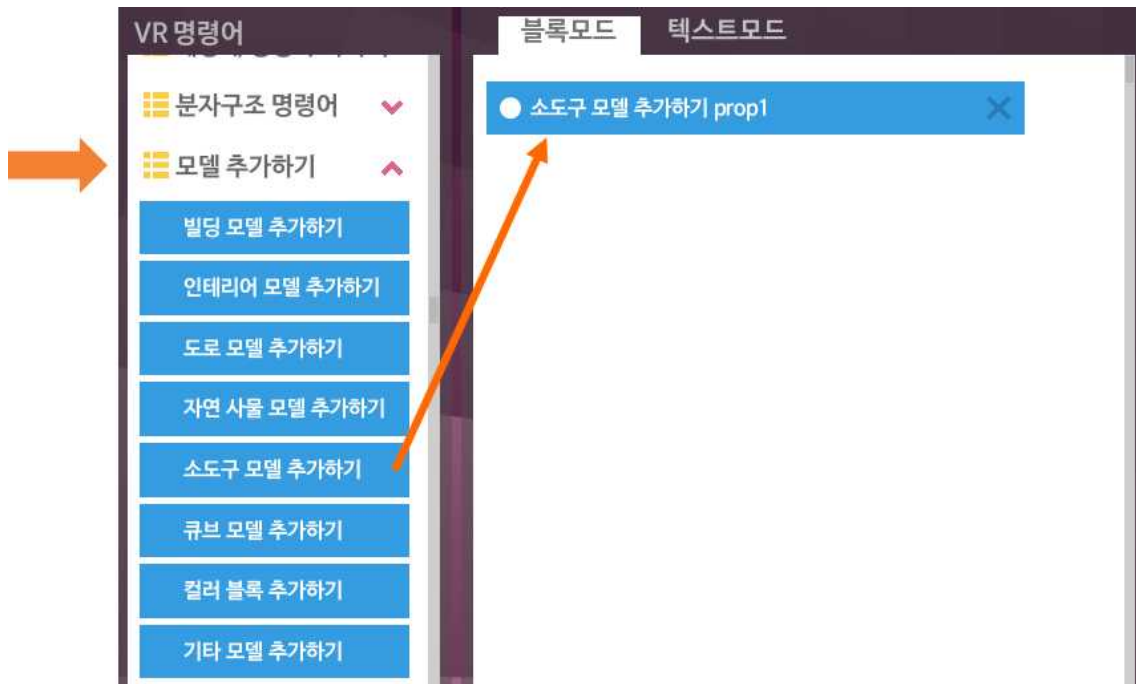 VR 명령어
블록모드
텍스트모드
분자구조 명령어
모델 추가하기
빌딩 모델 추가하기
인테리어 모델 추가하기
도로 모델 추가하기
자연 사물 모델 추가하기
소도구 모델 추가하기
큐브 모델 추가하기
컬러 블록 추가하기
기타 모델 추가하기
소도구 모델 추가하기 prop1